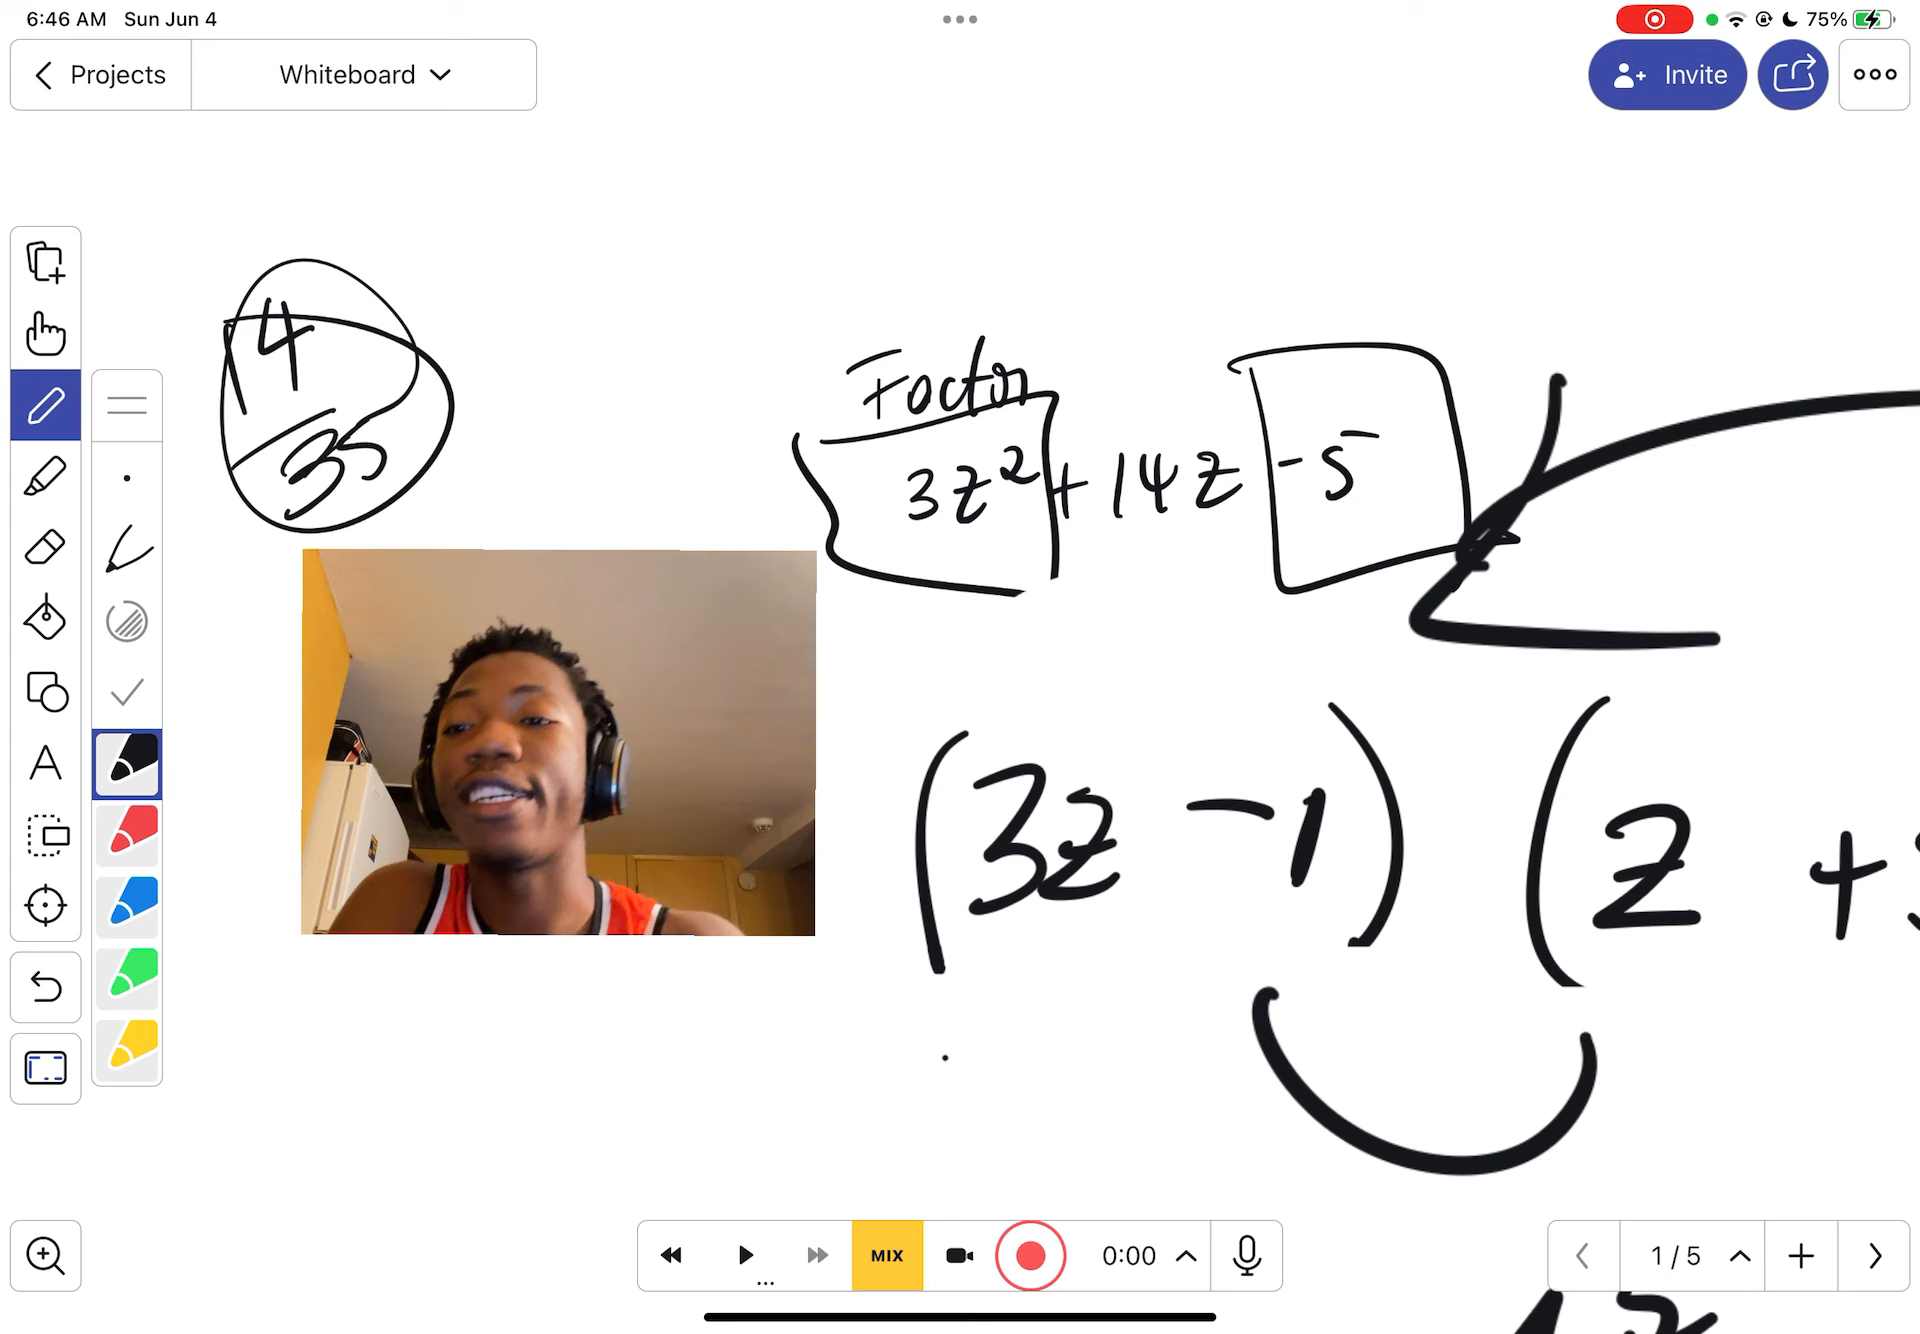 6:46 AM Sun Jun 4
75%
Projects
Whiteboard
Invite
14
35
Factor
3z² + 14z - 5
(3z - 1) (z +
A
MIX
0:00
1 / 5